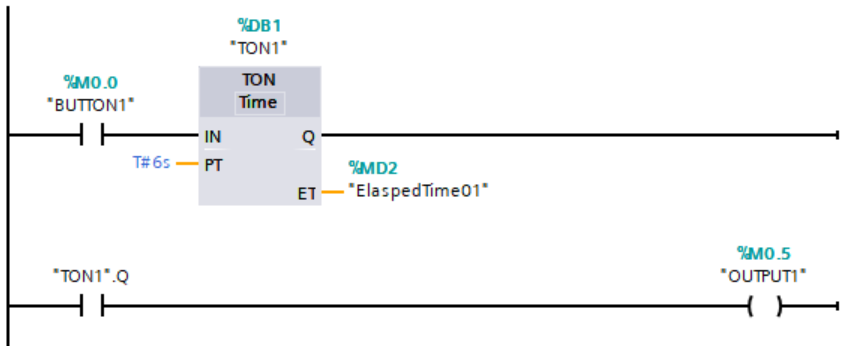 %DB1
"TON1"
%M0.0
"BUTTON1"
TON
Time
IN
Q
T#6s
PT
%MD2
ET
"ElaspedTime01"
%M0.5
"TON1".Q
"OUTPUT1"